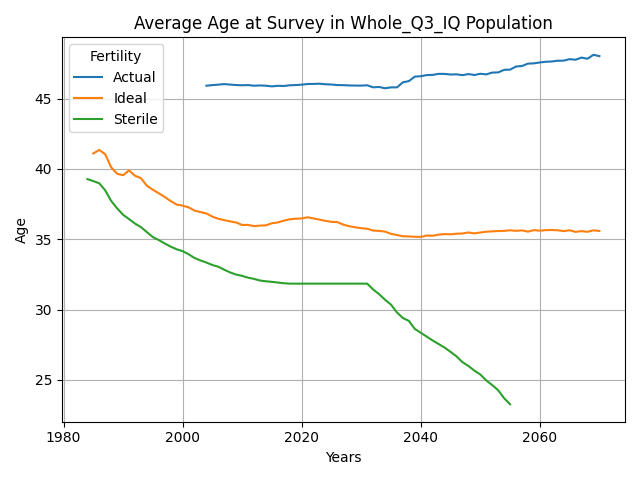 Average Age at Survey in Whole_Q3_IQ Population
Fertility
Actual
Ideal
Sterile
Age
45
40
35
30
25
1980
2000
2020
2040
2060
Years